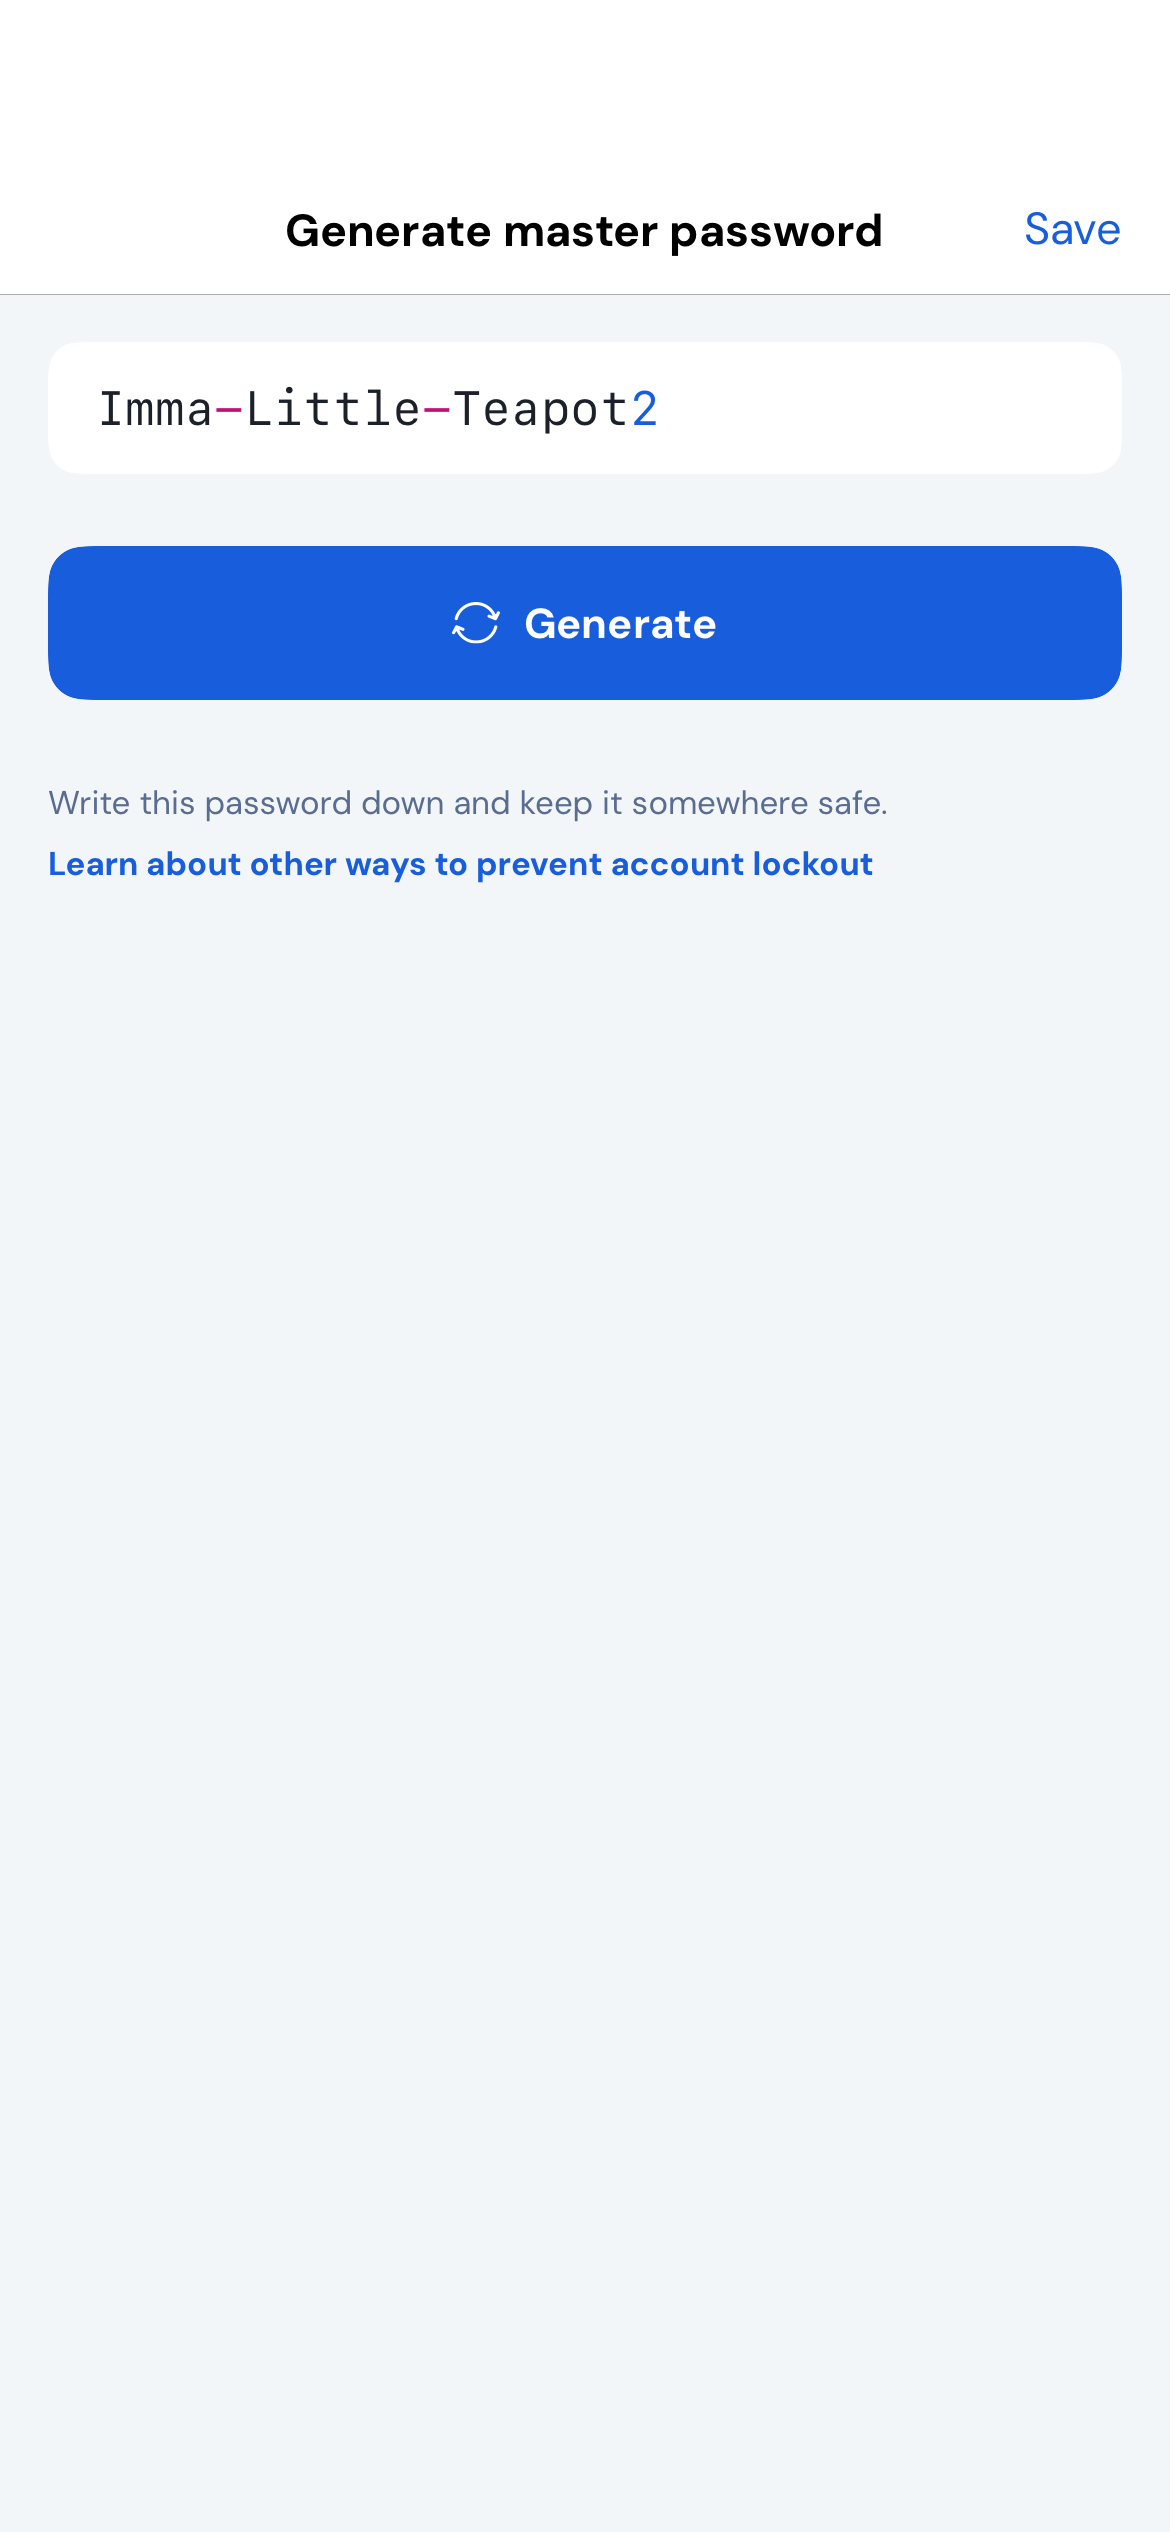 Generate master password Save
Imma-Little-Teapot2
Generate
Write this password down and keep it somewhere safe.
Learn about other ways to prevent account lockout